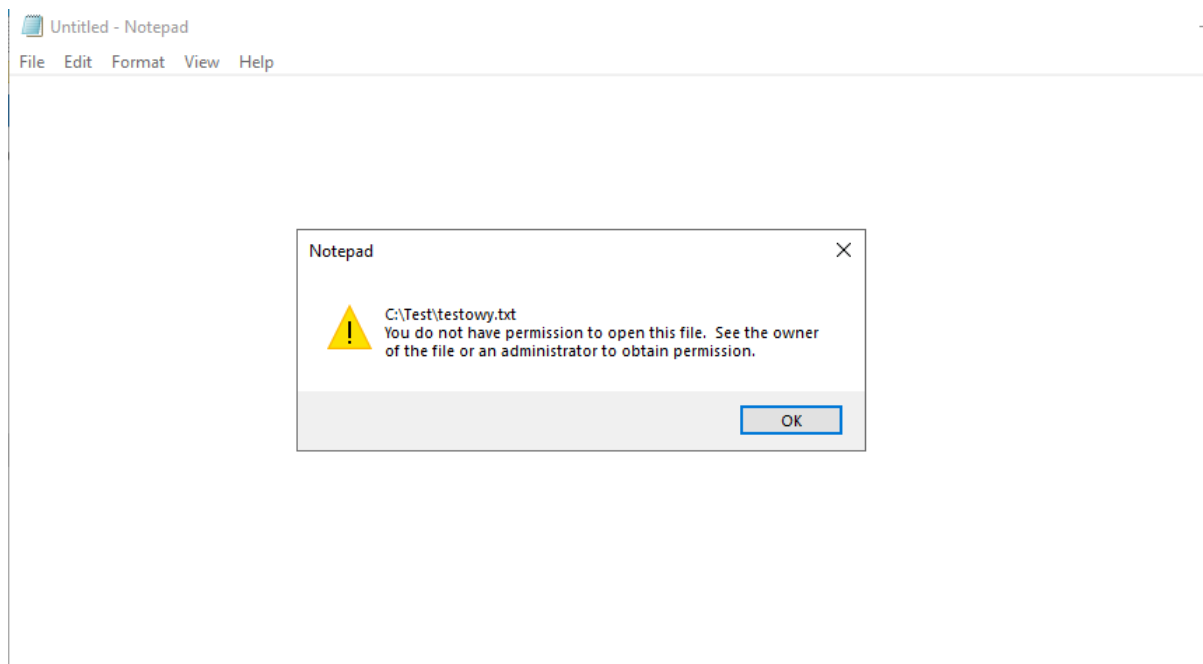 Untitled - Notepad
File Edit Format View Help
Notepad
C:\Test\testowy.txt
You do not have permission to open this file. See the owner
of the file or an administrator to obtain permission.
OK